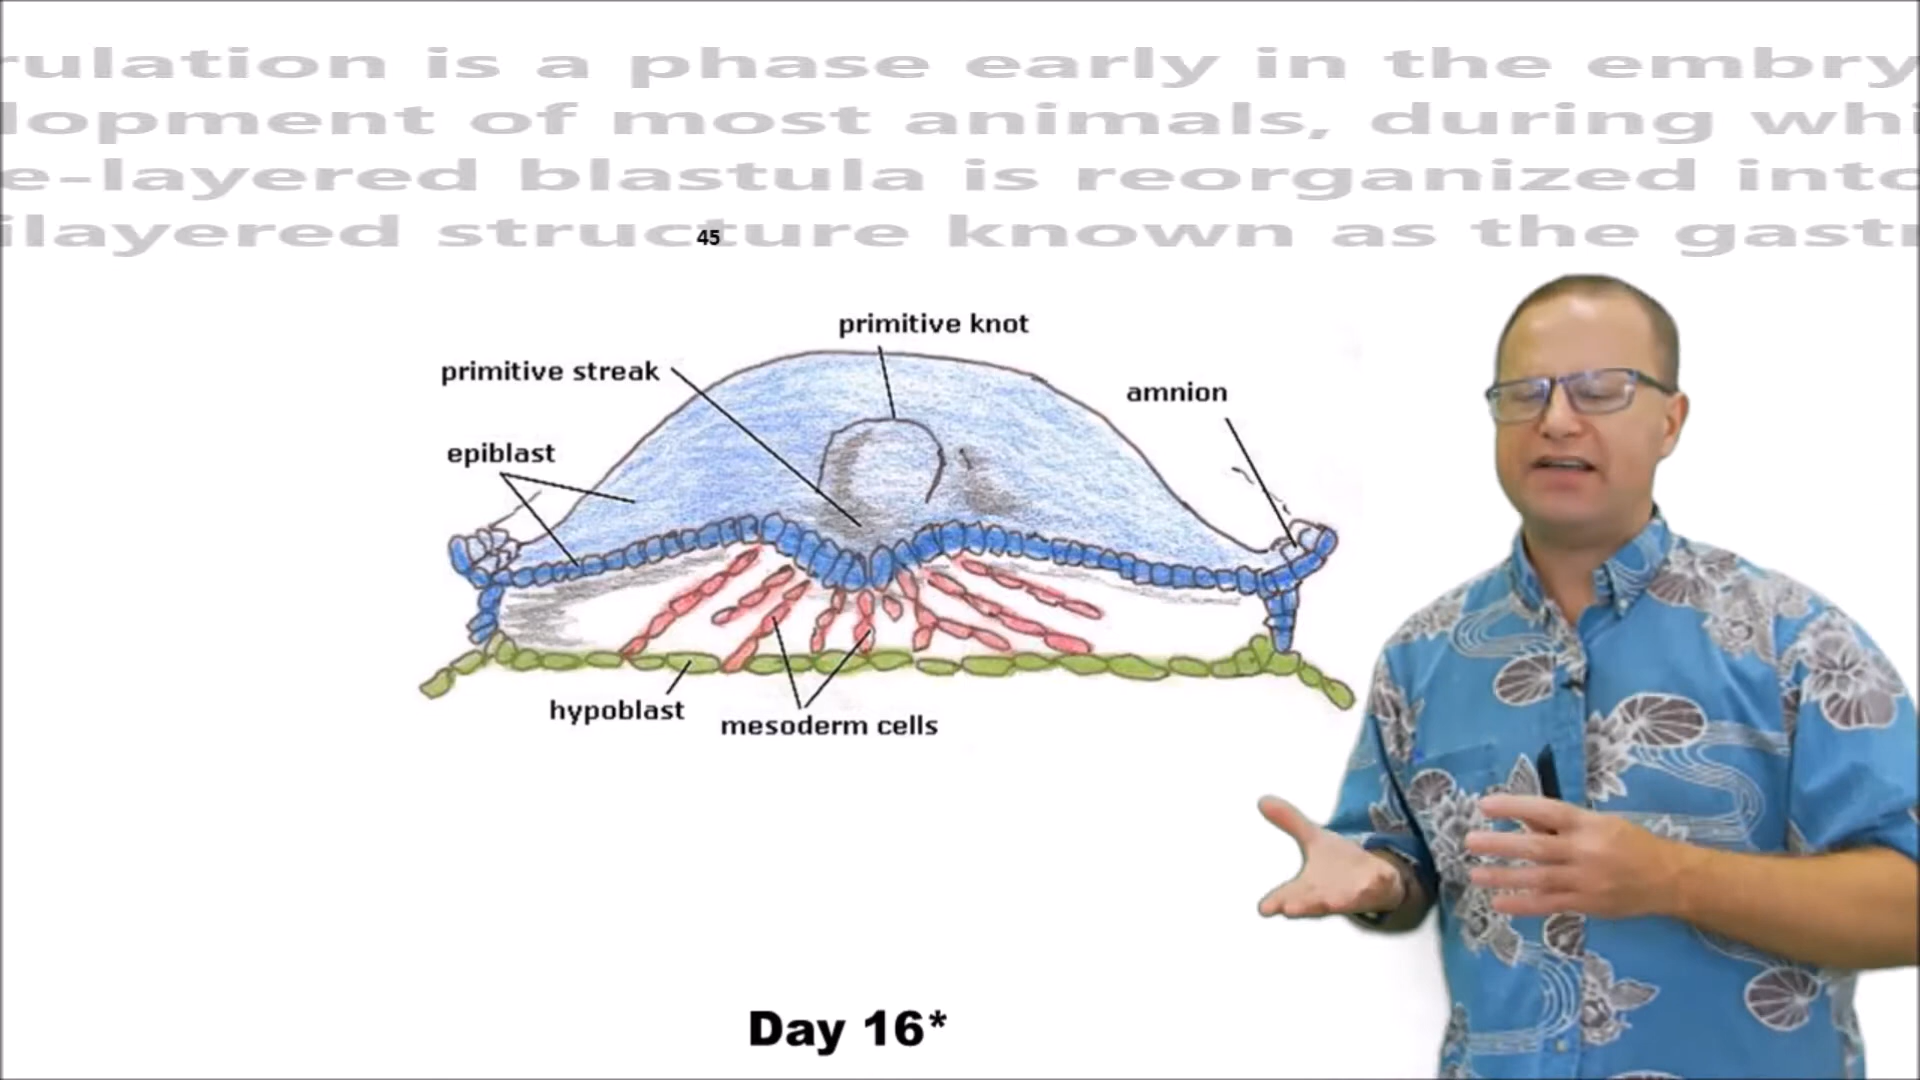 rulation is a phase early in the embry
lopment of most animals, during whi
e-layered blastula is reorganized into
ilayered structure known as the gastr
45
primitive knot
primitive streak
amnion
epiblast
hypoblast
mesoderm cells
Day 16*